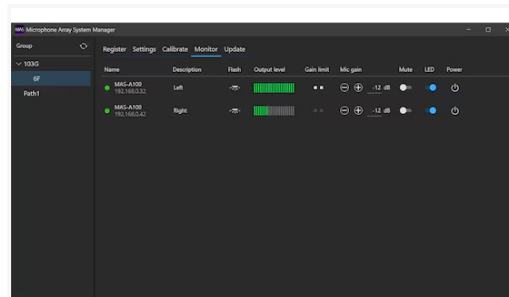 MAS Microphone Array System Manager
Group
Register Settings Calibrate Monitor Update
103G
6F
Path1
Name Description Flash Output level Gain limit Mic gain Mute LED Power
MAS-A100 Left -12 dB
192.168.0.32
MAS-A100 Right -12 dB
192.168.0.42